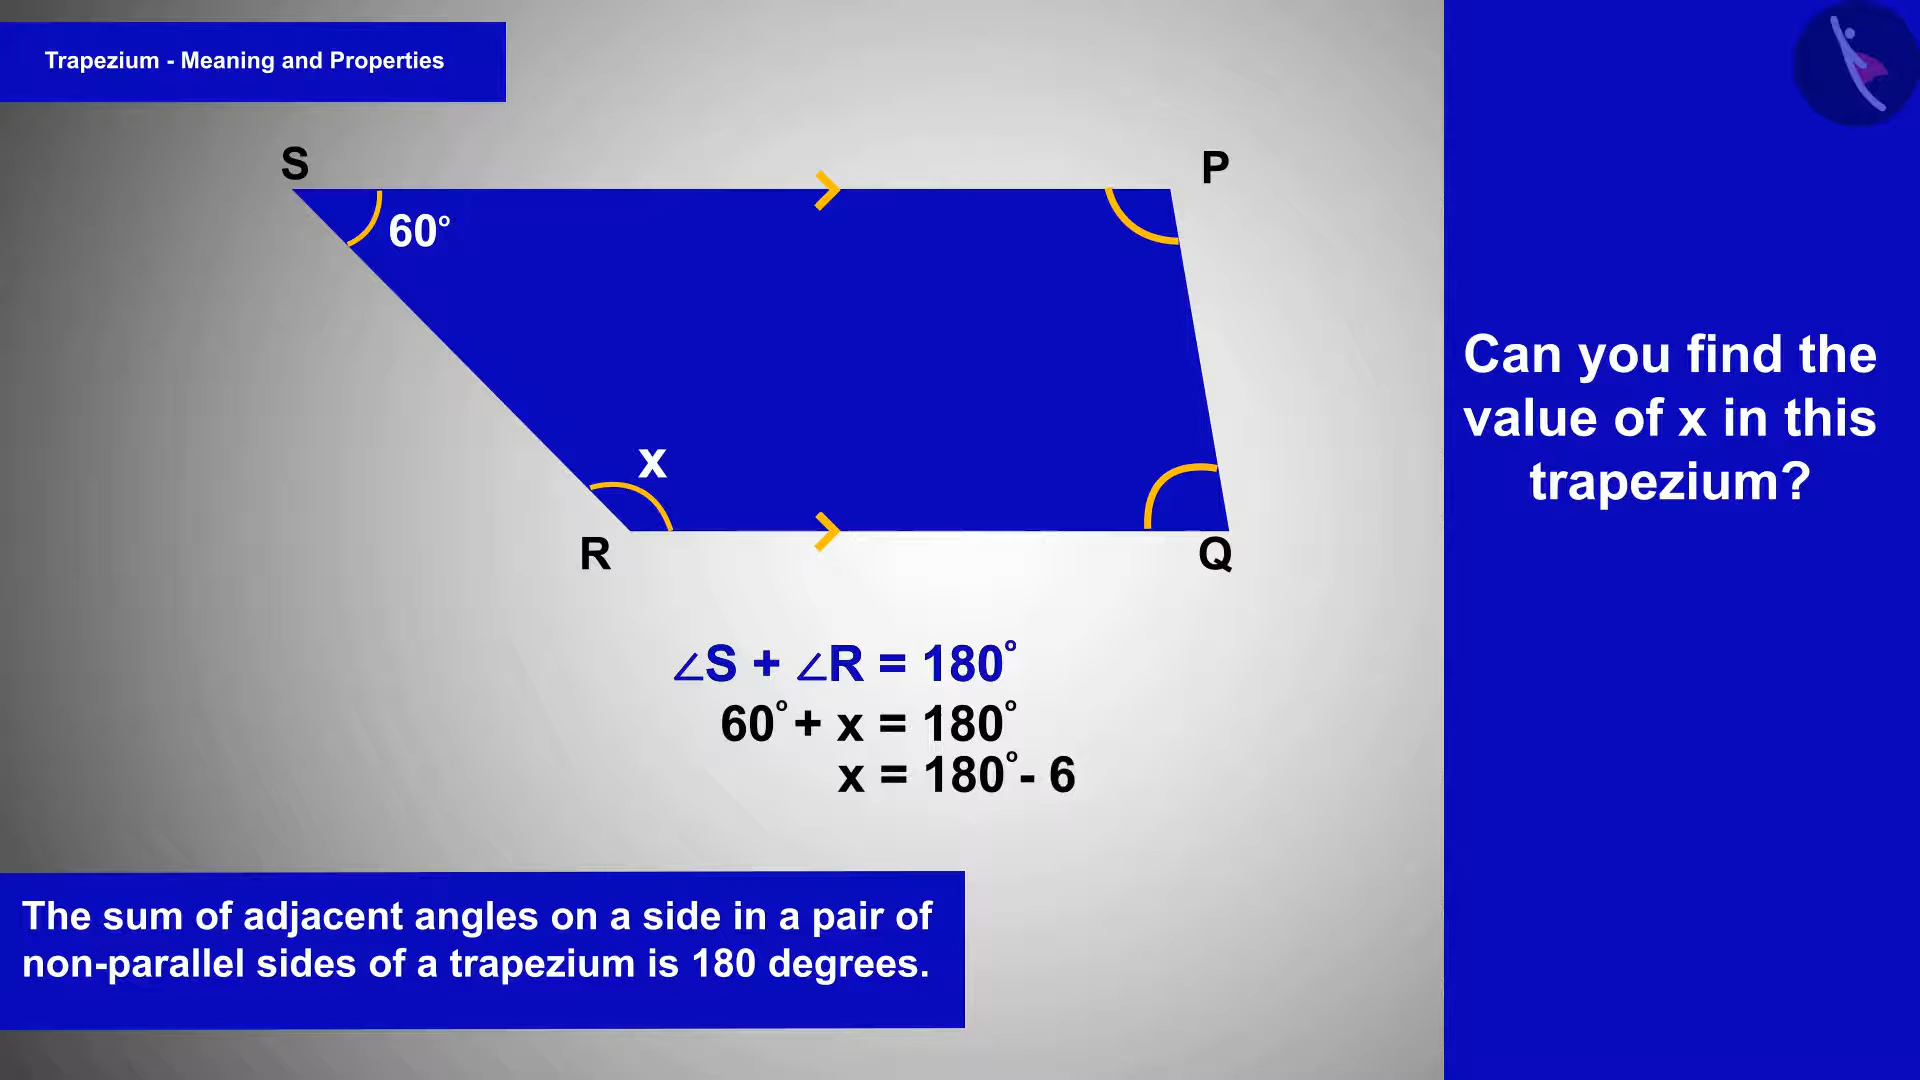 Trapezium - Meaning and Properties
S
P
60°
x
R
Q
∠S + ∠R = 180°
60° + x = 180°
x = 180° - 6
The sum of adjacent angles on a side in a pair of
non-parallel sides of a trapezium is 180 degrees.
Can you find the
value of x in this
trapezium?